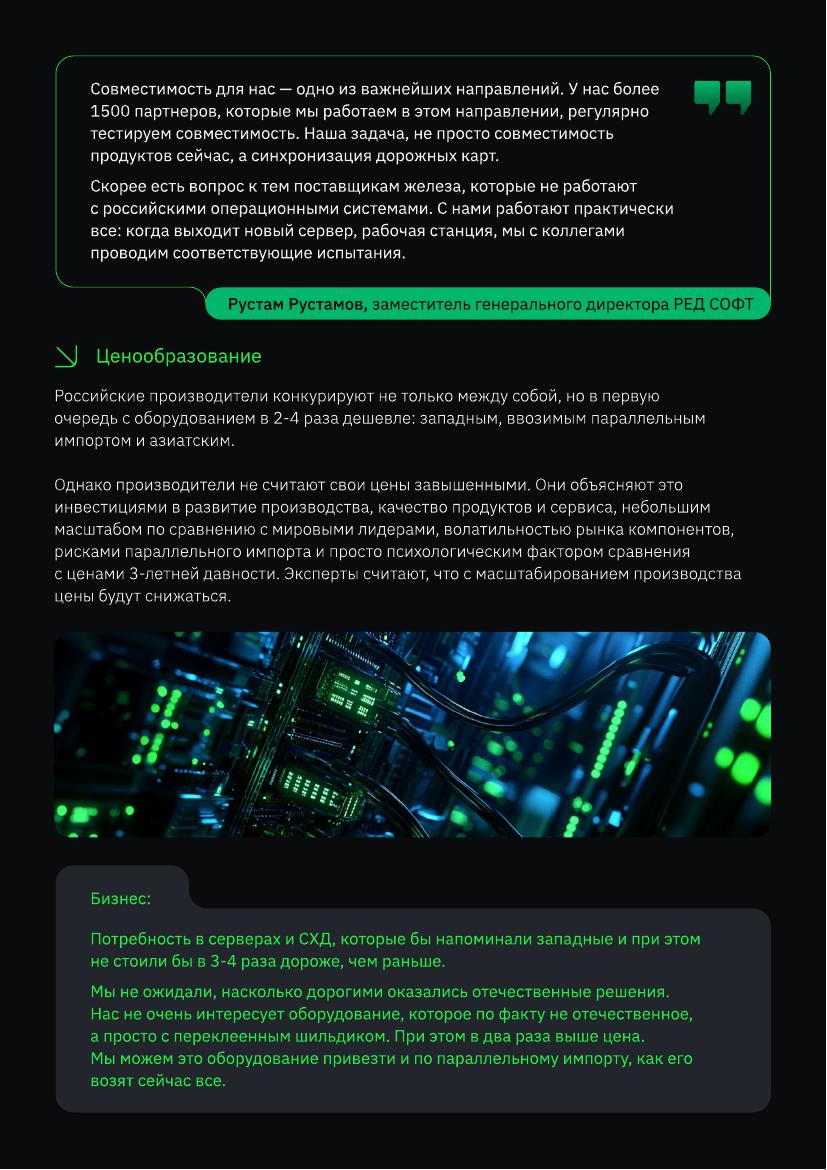 Совместимость для нас — одно из важнейших направлений. У нас более
1500 партнеров, которые мы работаем в этом направлении, регулярно
тестируем совместимость. Наша задача, не просто совместимость
продуктов сейчас, а синхронизация дорожных карт.
Скорее есть вопрос к тем поставщикам железа, которые не работают
с российскими операционными системами. С нами работают практически
все: когда выходит новый сервер, рабочая станция, мы с коллегами
проводим соответствующие испытания.
Рустам Рустамов, заместитель генерального директора РЕД СОФТ
Ценообразование
Российские производители конкурируют не только между собой, но в первую
очередь с оборудованием в 2-4 раза дешевле: западным, ввозимым параллельным
импортом и азиатским.
Однако производители не считают свои цены завышенными. Они объясняют это
инвестициями в развитие производства, качество продуктов и сервиса, небольшим
масштабом по сравнению с мировыми лидерами, волатильностью рынка компонентов,
рисками параллельного импорта и просто психологическим фактором сравнения
с ценами 3-летней давности. Эксперты считают, что с масштабированием производства
цены будут снижаться.
Бизнес:
Потребность в серверах и СХД, которые бы напоминали западные и при этом
не стоили бы в 3-4 раза дороже, чем раньше.
Мы не ожидали, насколько дорогими оказались отечественные решения.
Нас не очень интересует оборудование, которое по факту не отечественное,
а просто с переклеенным шильдиком. При этом в два раза выше цена.
Мы можем это оборудование привезти и по параллельному импорту, как его
возят сейчас все.